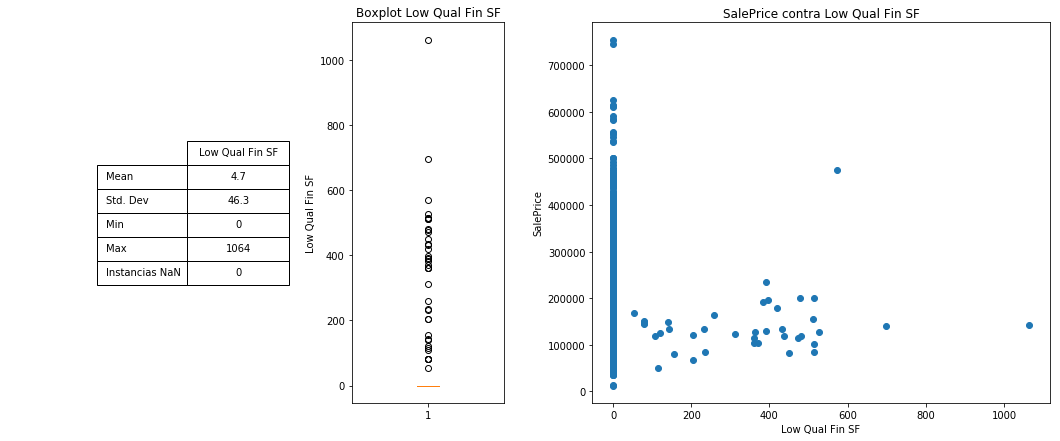 Low Qual Fin SF
Mean 4.7
Std. Dev 46.3
Min 0
Max 1064
Instancias NaN 0
Boxplot Low Qual Fin SF
Low Qual Fin SF
1000
800
600
400
200
0
1
SalePrice contra Low Qual Fin SF
SalePrice
700000
600000
500000
400000
300000
200000
100000
0
0 200 400 600 800 1000
Low Qual Fin SF